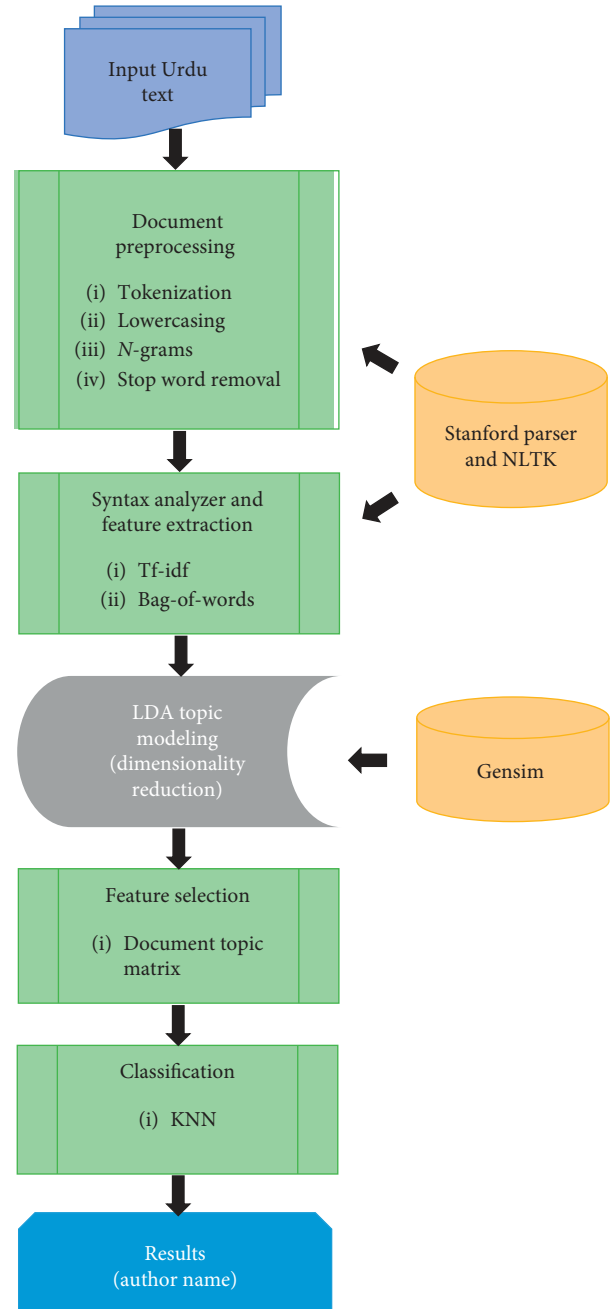 Input Urdu
text
Document
preprocessing
(i) Tokenization
(ii) Lowercasing
(iii) N-grams
(iv) Stop word removal
Stanford parser
and NLTK
Syntax analyzer and
feature extraction
(i) Tf-idf
(ii) Bag-of-words
LDA topic
modeling
(dimensionality
reduction)
Gensim
Feature selection
(i) Document topic
matrix
Classification
(i) KNN
Results
(author name)